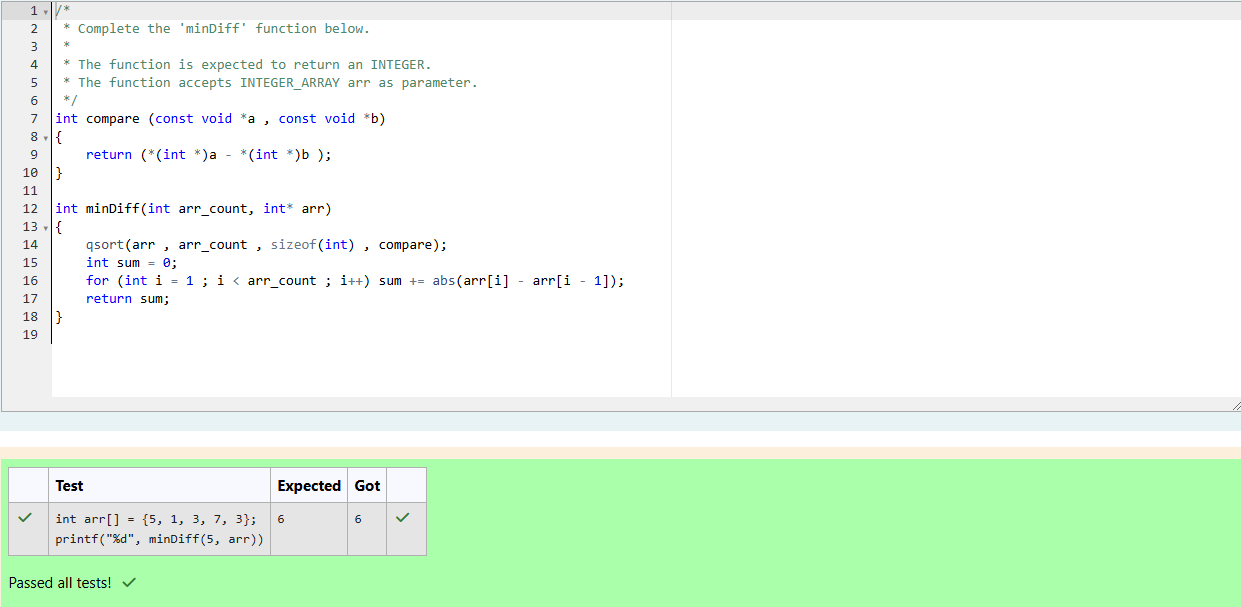 1 /*
2  * Complete the 'minDiff' function below.
3  *
4  * The function is expected to return an INTEGER.
5  * The function accepts INTEGER_ARRAY arr as parameter.
6  */
7 int compare (const void *a , const void *b)
8 {
9     return (*(int *)a - *(int *)b );
10 }
11
12 int minDiff(int arr_count, int* arr)
13 {
14     qsort(arr , arr_count , sizeof(int) , compare);
15     int sum = 0;
16     for (int i = 1 ; i < arr_count ; i++) sum += abs(arr[i] - arr[i - 1]);
17     return sum;
18 }
19
Test Expected Got
int arr[] = {5, 1, 3, 7, 3}; 6 6
printf("%d", minDiff(5, arr))
Passed all tests!